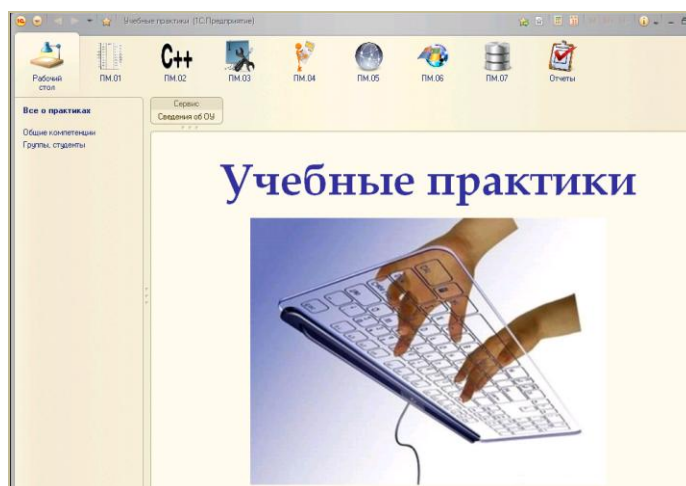 Учебные практики (1С:Предприятие)
Рабочий
стол
ПМ.01
C++
ПМ.02
ПМ.03
ПМ.04
ПМ.05
ПМ.06
ПМ.07
Отчеты
Все о практиках
Общие компетенции
Группы, студенты
Сервис
Сведения об ОУ
Учебные практики